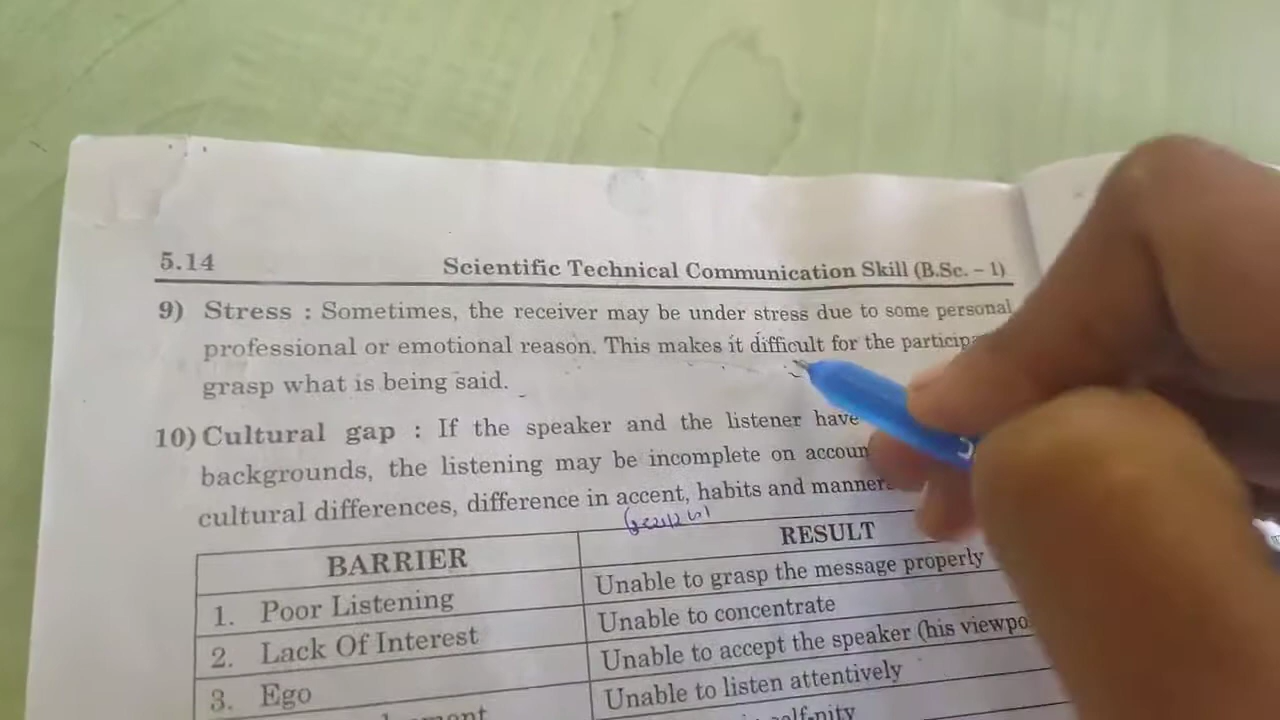 5.14
Scientific Technical Communication Skill (B.Sc. – 1)
9) Stress : Sometimes, the receiver may be under stress due to some personal
professional or emotional reason. This makes it difficult for the
grasp what is being said.
10) Cultural gap : If the speaker and the listener have
backgrounds, the listening may be incomplete on
cultural differences, difference in accent, habits and
BARRIER RESULT
1. Poor Listening Unable to grasp the message properly
2. Lack Of Interest Unable to concentrate
3. Ego Unable to accept the speaker (his
Unable to listen attentively